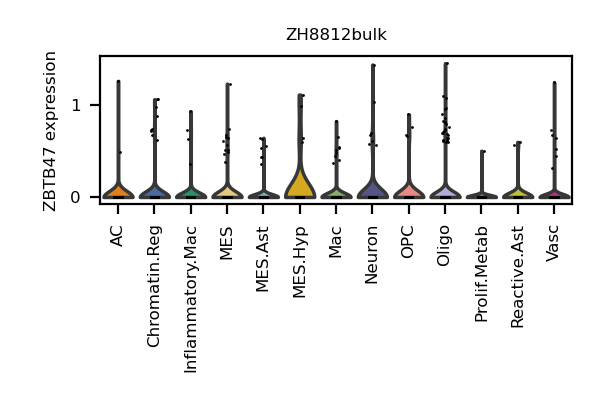 ZH8812bulk
ZBTB47 expression
1
0
AC
Chromatin.Reg
Inflammatory.Mac
MES
MES.Ast
MES.Hyp
Mac
Neuron
OPC
Oligo
Prolif.Metab
Reactive.Ast
Vasc